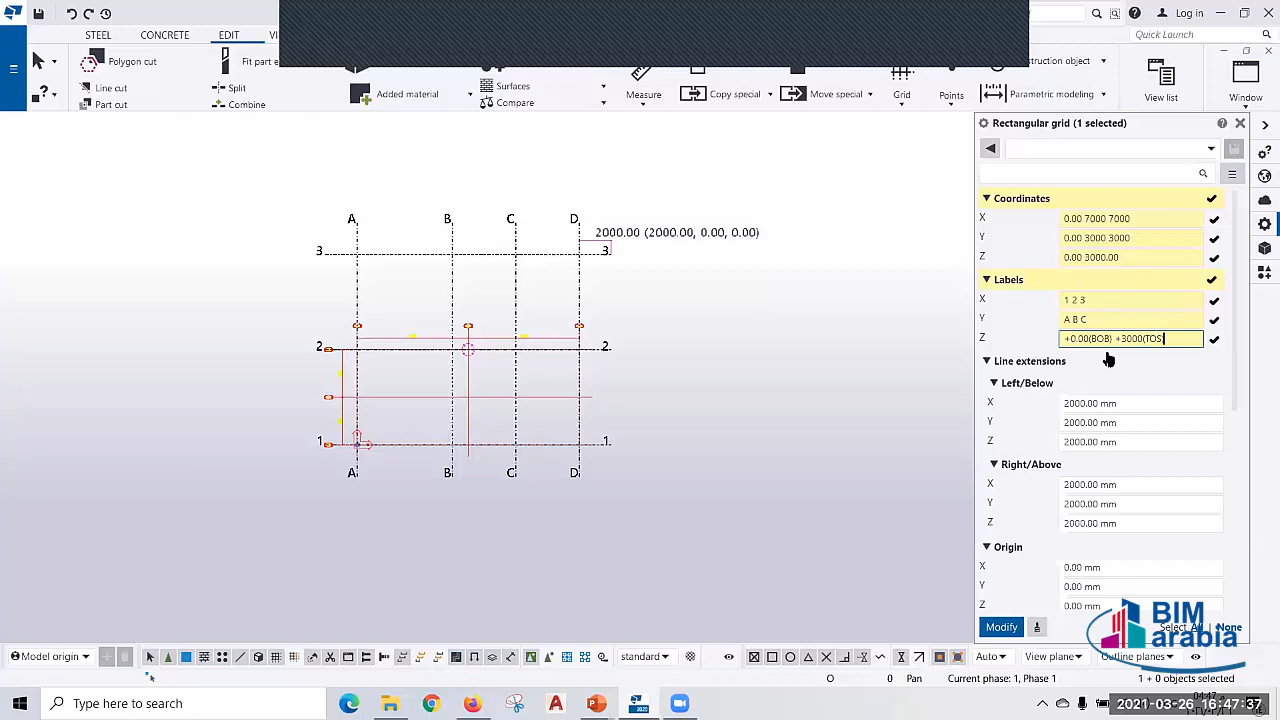 Log in
STEEL CONCRETE EDIT
Quick Launch
Polygon cut
Line cut
Part cut
Split
Combine
Added material
Surfaces
Compare
Measure
Copy special
Move special
Grid
Points
Parametric modeling
View list
Window
Rectangular grid (1 selected)
Coordinates
X 0.00 7000 7000
Y 0.00 3000 3000
Z 0.00 3000.00
Labels
X 1 2 3
Y A B C
Z +0.00(BOB) +3000(TOS)
Line extensions
Left/Below
X 2000.00 mm
Y 2000.00 mm
Z 2000.00 mm
Right/Above
X 2000.00 mm
Y 2000.00 mm
Z 2000.00 mm
Origin
X 0.00 mm
Y 0.00 mm
Z 0.00 mm
Modify
Select All None
BIM
arabia
A B C D
2000.00 (2000.00, 0.00, 0.00)
3 3
2 2
1 1
A B C D
Model origin
standard
Auto
View plane
Outline planes
O 0 Pan Current phase: 1, Phase 1 1 + 0 objects selected
Type here to search
2021-03-26 16:47:37